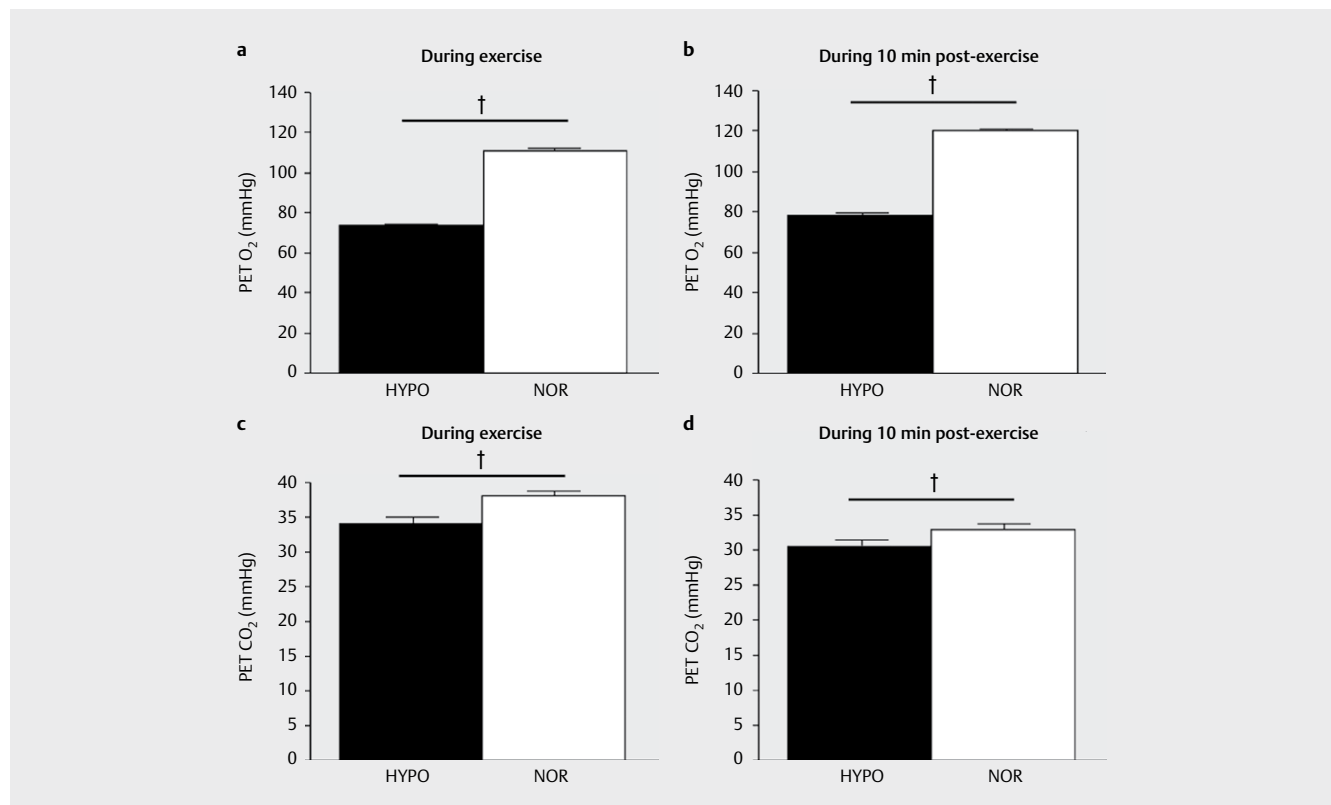 a
During exercise
†
140
120
100
80
60
40
20
0
PET O₂ (mmHg)
HYPO NOR
b
During 10 min post-exercise
†
140
120
100
80
60
40
20
0
PET O₂ (mmHg)
HYPO NOR
c
During exercise
†
40
35
30
25
20
15
10
5
0
PET CO₂ (mmHg)
HYPO NOR
d
During 10 min post-exercise
†
40
35
30
25
20
15
10
5
0
PET CO₂ (mmHg)
HYPO NOR